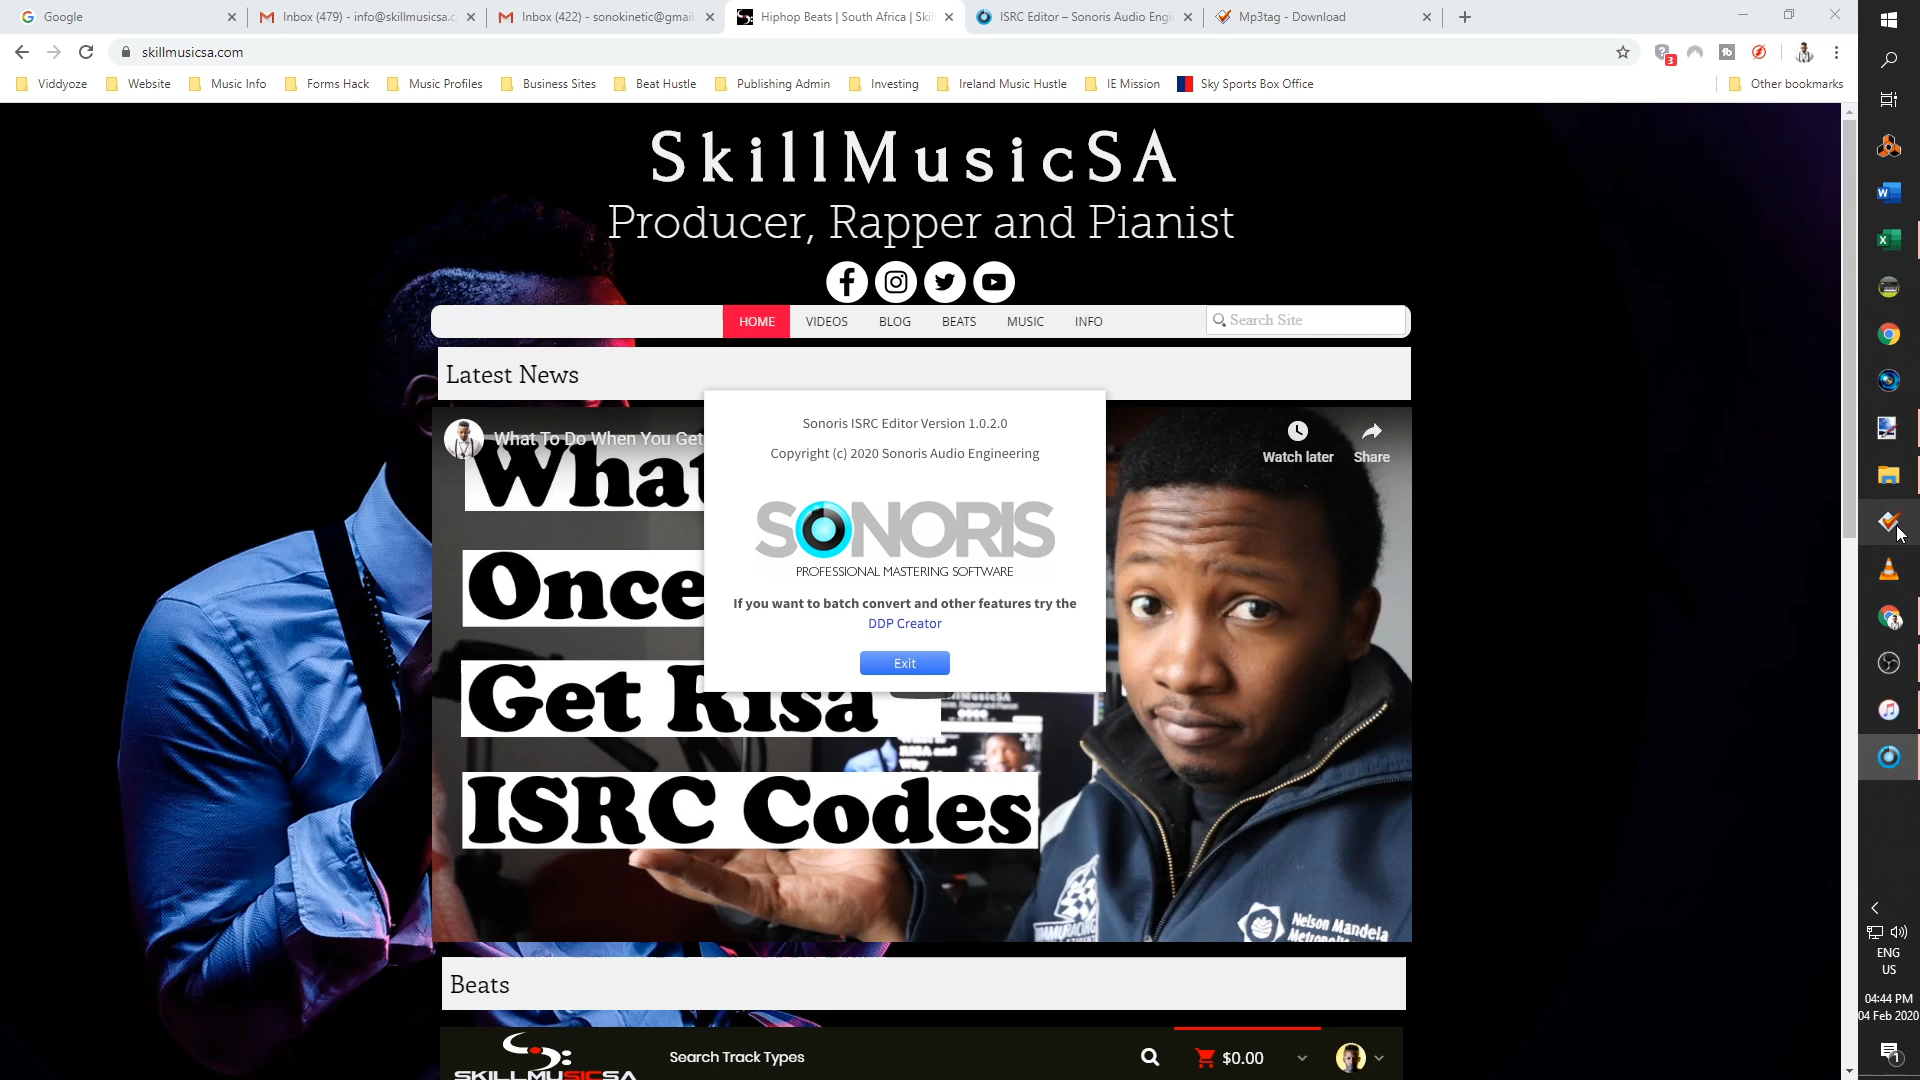 Google
Inbox (479) - info@skillmusicsa.c
Inbox (422) - sonokinetic@gmail.
Hiphop Beats | South Africa | Skil
ISRC Editor – Sonoris Audio Engi
Mp3tag - Download
skillmusicsa.com
3
Viddyoze
Website
Music Info
Forms Hack
Music Profiles
Business Sites
Beat Hustle
Publishing Admin
Investing
Ireland Music Hustle
IE Mission
Sky Sports Box Office
Other bookmarks
SkillMusicSA
Producer, Rapper and Pianist
HOME
VIDEOS
BLOG
BEATS
MUSIC
INFO
Search Site
Latest News
What To Do When You Get
Watch later
Share
What
Once
Get Risa
ISRC Codes
Sonoris ISRC Editor Version 1.0.2.0
Copyright (c) 2020 Sonoris Audio Engineering
SONORIS
PROFESSIONAL MASTERING SOFTWARE
If you want to batch convert and other features try the
DDP Creator
Exit
Nelson Mandela
Beats
SKILLMUSICSA
Search Track Types
$0.00
ENG
US
04:44 PM
04 Feb 2020
1